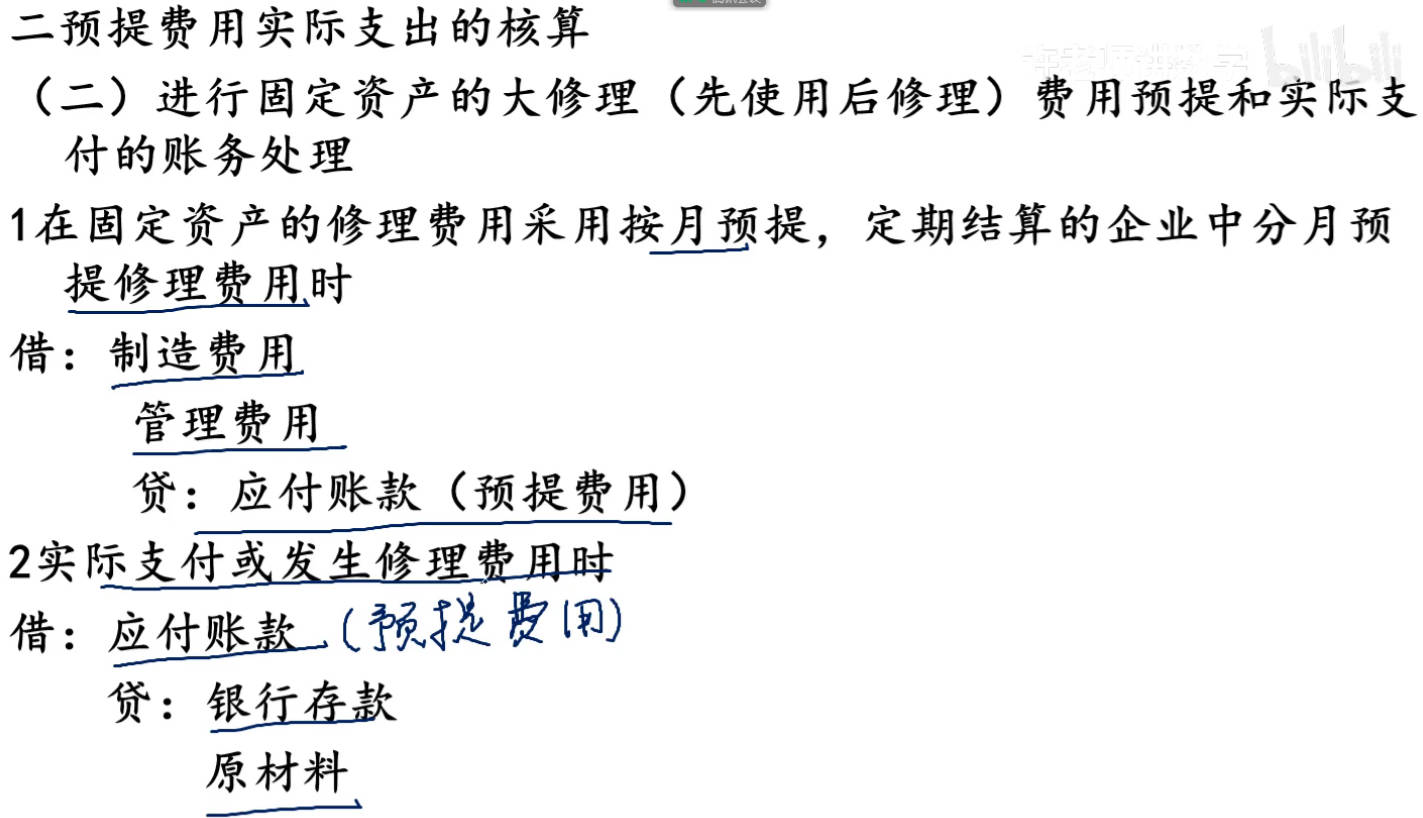 二预提费用实际支出的核算
bilibili
（二）进行固定资产的大修理（先使用后修理）费用预提和实际支
付的账务处理
1在固定资产的修理费用采用按月预提，定期结算的企业中分月预
提修理费用时
借：制造费用
管理费用
贷：应付账款（预提费用）
2实际支付或发生修理费用时
借：应付账款（预提费用）
贷：银行存款
原材料